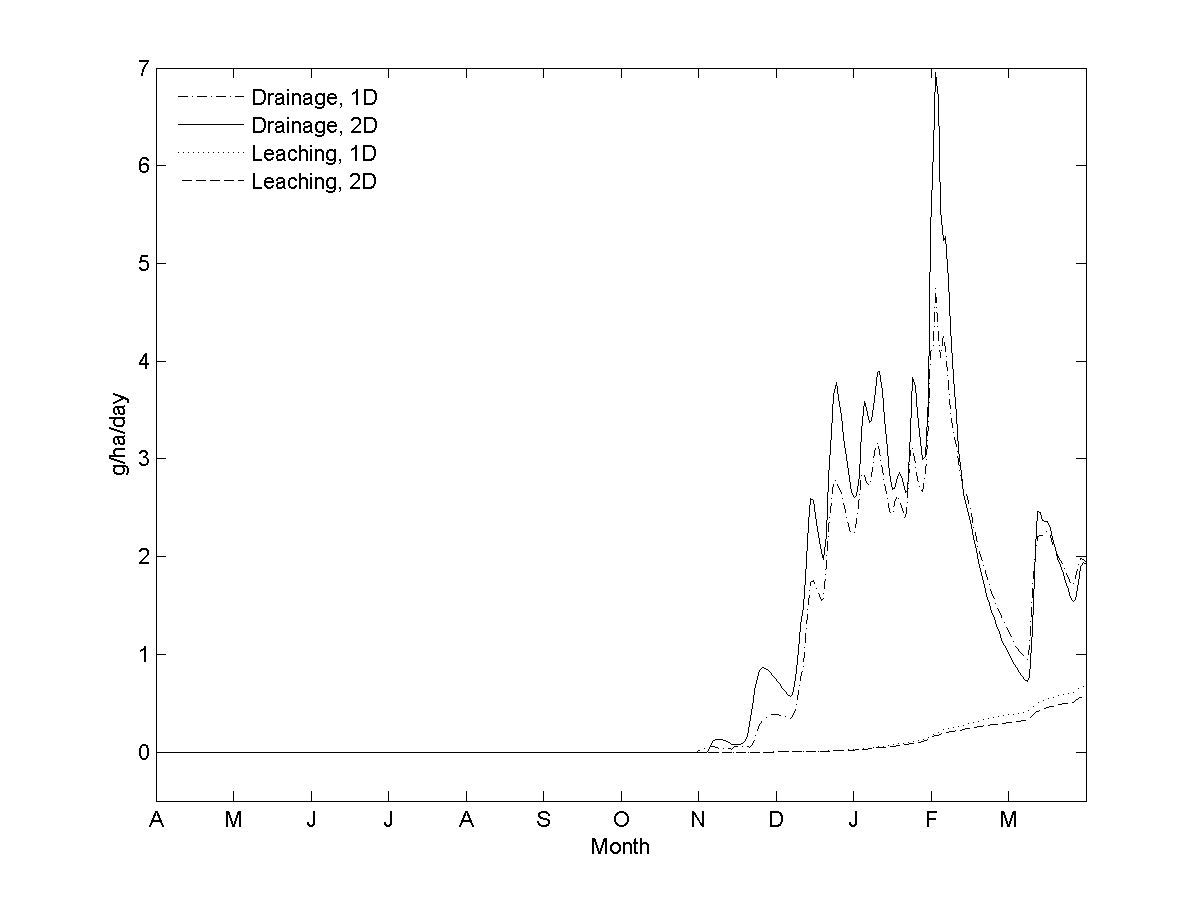 7
6
5
4
3
2
1
0
g/ha/day
Drainage, 1D
Drainage, 2D
Leaching, 1D
Leaching, 2D
A M J J A S O N D J F M
Month